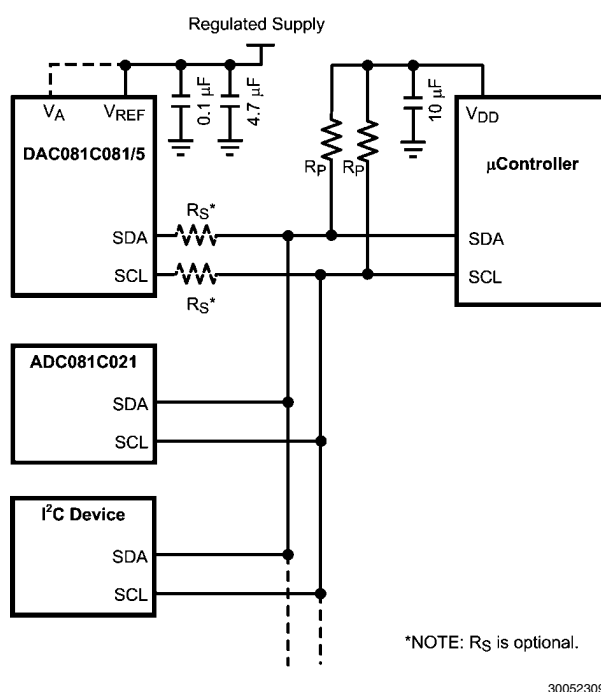 Regulated Supply
0.1 µF
4.7 µF
10 µF
VA
VREF
VDD
DAC081C081/5
µController
RP
RP
RS*
SDA
SDA
SCL
SCL
RS*
ADC081C021
SDA
SCL
I²C Device
SDA
SCL
*NOTE: RS is optional.
30052309